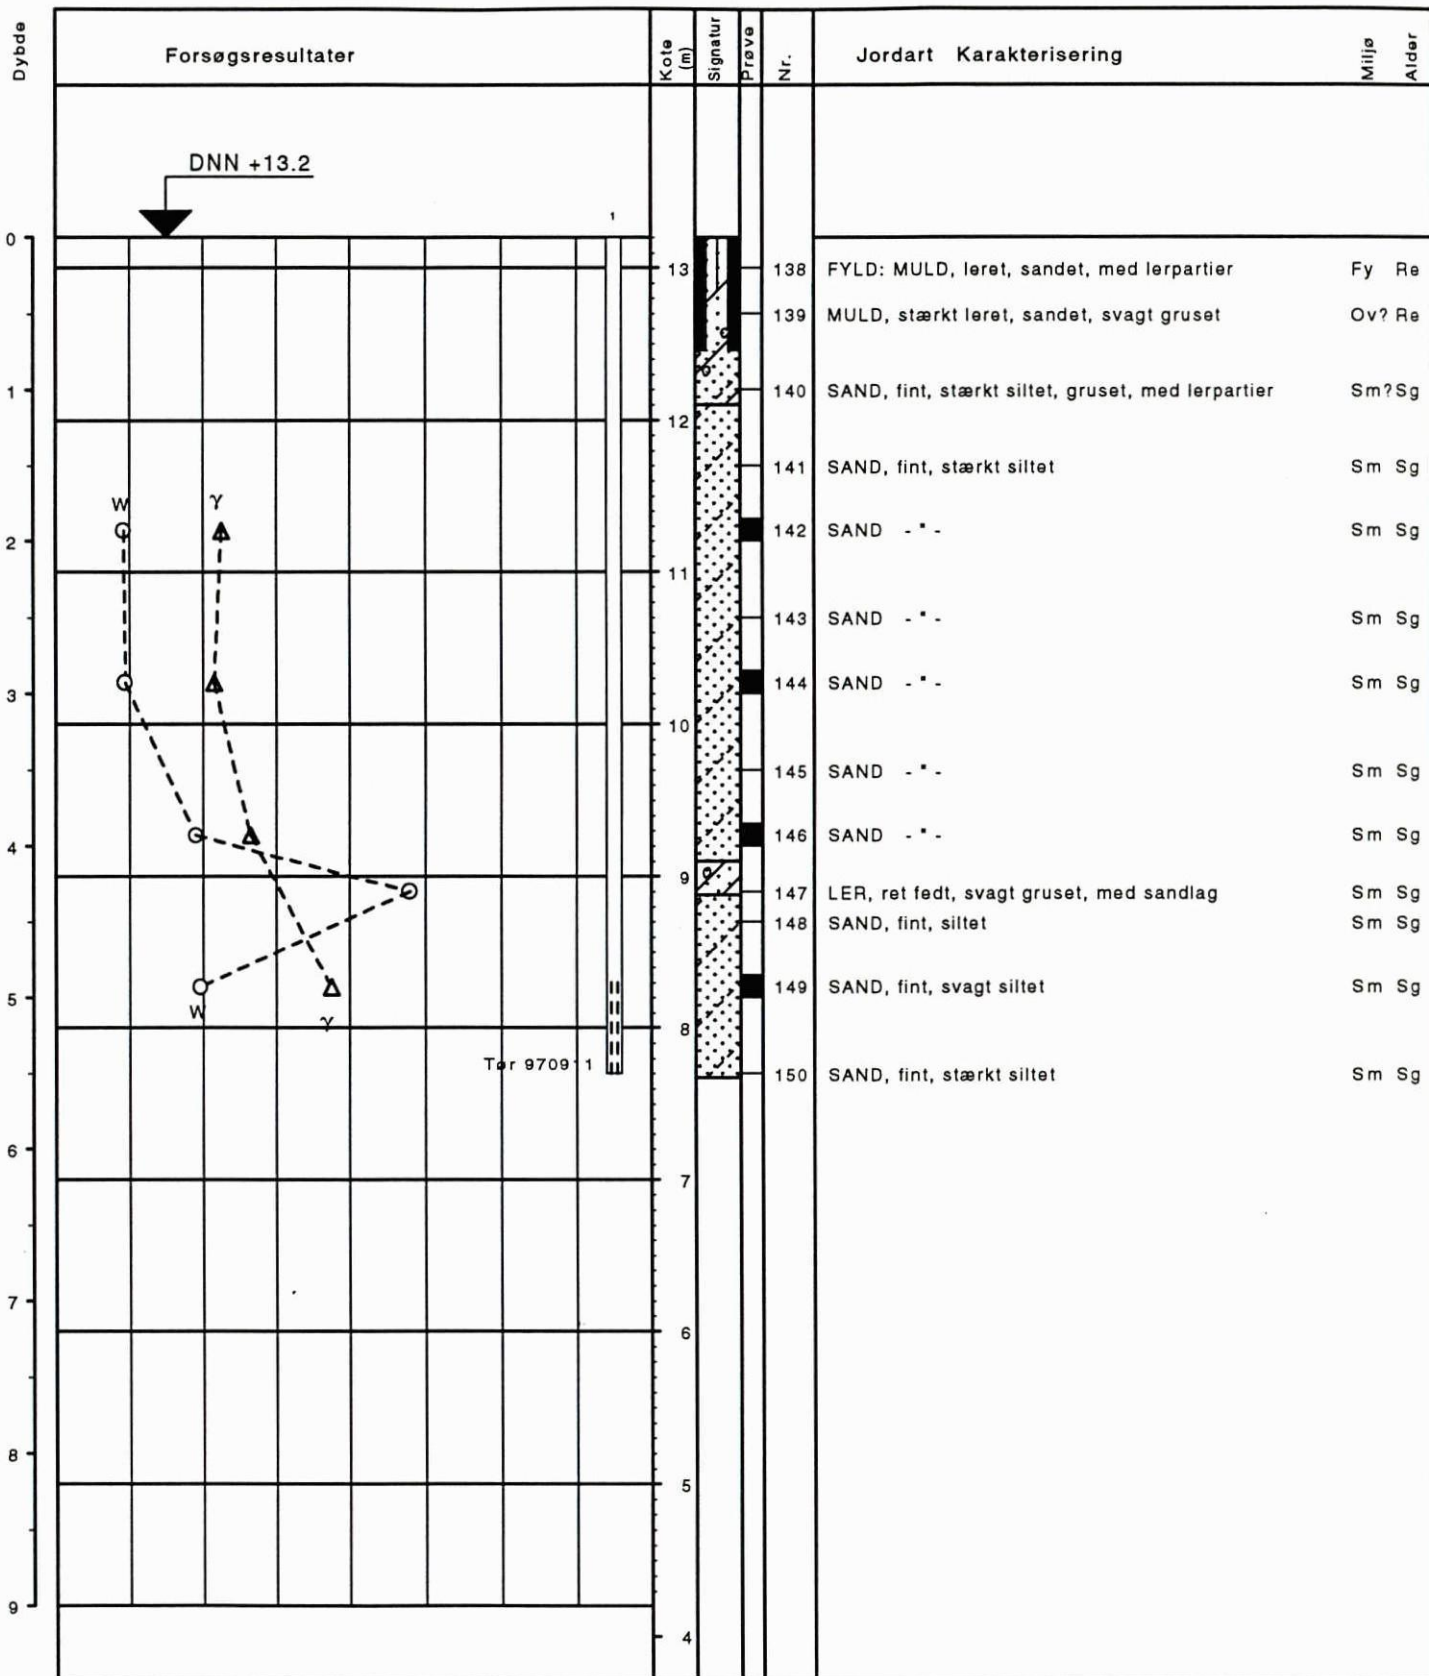 Dybde
Forsøgsresultater
Kote (m)
Signatur
Prøve
Nr.
Jordart Karakterisering
Miljø
Alder
DNN +13.2
1
0
13 138 FYLD: MULD, leret, sandet, med lerpartier Fy Re
139 MULD, stærkt leret, sandet, svagt gruset Ov? Re
1 140 SAND, fint, stærkt siltet, gruset, med lerpartier Sm? Sg
12
141 SAND, fint, stærkt siltet Sm Sg
W γ
2 142 SAND - " - Sm Sg
11
143 SAND - " - Sm Sg
3 144 SAND - " - Sm Sg
10
145 SAND - " - Sm Sg
4 146 SAND - " - Sm Sg
9 147 LER, ret fedt, svagt gruset, med sandlag Sm Sg
148 SAND, fint, siltet Sm Sg
5 149 SAND, fint, svagt siltet Sm Sg
W γ
8
Tør 970911 150 SAND, fint, stærkt siltet Sm Sg
6
7
7
6
8
5
9
4